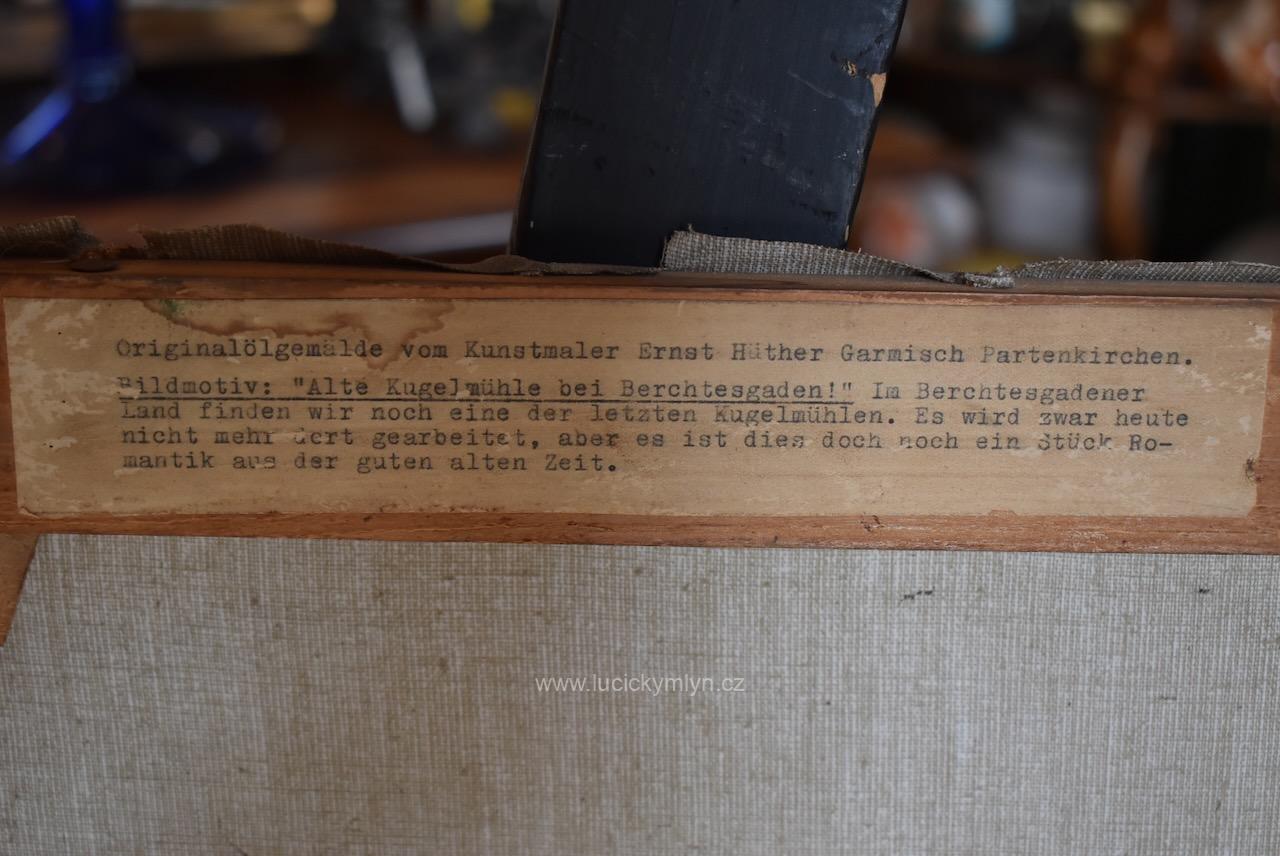 Originalölgemälde vom Kunstmaler Ernst Hüther Garmisch Partenkirchen.
Bildmotiv: "Alte Kugelmühle bei Berchtesgaden!" Im Berchtesgadener
Land finden wir noch eine der letzten Kugelmühlen. Es wird zwar heute
nicht mehr dort gearbeitet, aber es ist dies doch noch ein Stück Ro-
mantik aus der guten alten Zeit.
www.lucickymlyn.cz